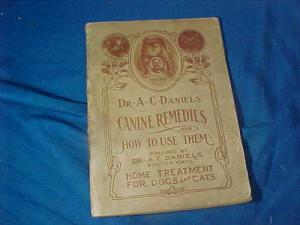 DR·A·C·DANIELS
CANINE REMEDIES
AND
HOW TO USE THEM
PUBLISHED BY
DR. A. C. DANIELS.
BOSTON MASS.
HOME TREATMENT
FOR DOGS AND CATS